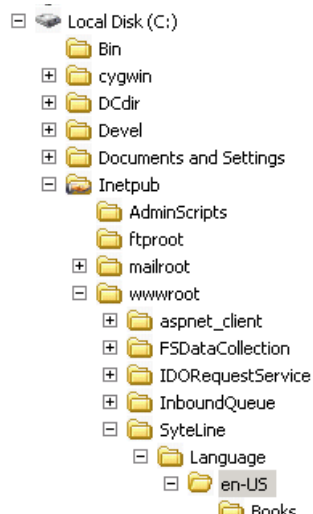 Local Disk (C:)
Bin
cygwin
DCdir
Devel
Documents and Settings
Inetpub
AdminScripts
ftproot
mailroot
wwwroot
aspnet_client
FSDataCollection
IDORequestService
InboundQueue
SyteLine
Language
en-US
Books